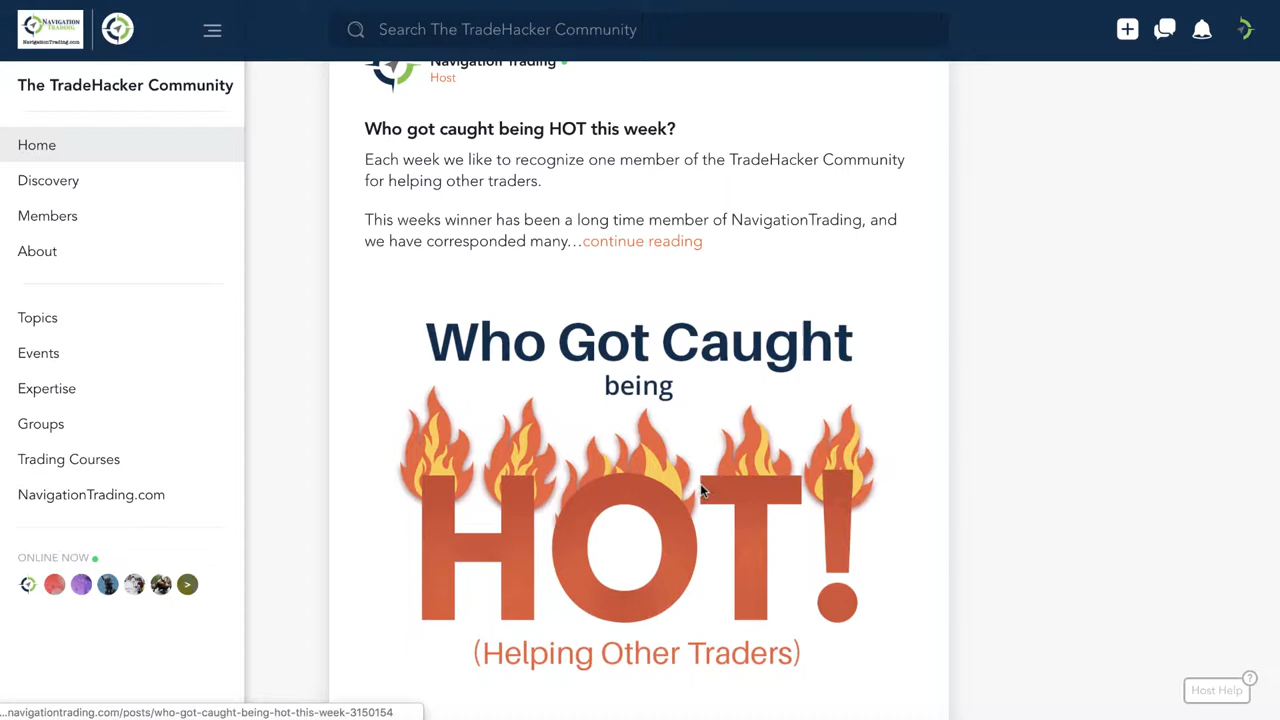 NAVIGATION
TRADING
NavigationTrading.com
Search The TradeHacker Community
The TradeHacker Community
Home
Discovery
Members
About
Topics
Events
Expertise
Groups
Trading Courses
NavigationTrading.com
ONLINE NOW
>
Navigation Trading
Host
Who got caught being HOT this week?
Each week we like to recognize one member of the TradeHacker Community
for helping other traders.
This weeks winner has been a long time member of NavigationTrading, and
we have corresponded many…continue reading
Who Got Caught
being
HOT!
(Helping Other Traders)
Host Help
?
...navigationtrading.com/posts/who-got-caught-being-hot-this-week-3150154